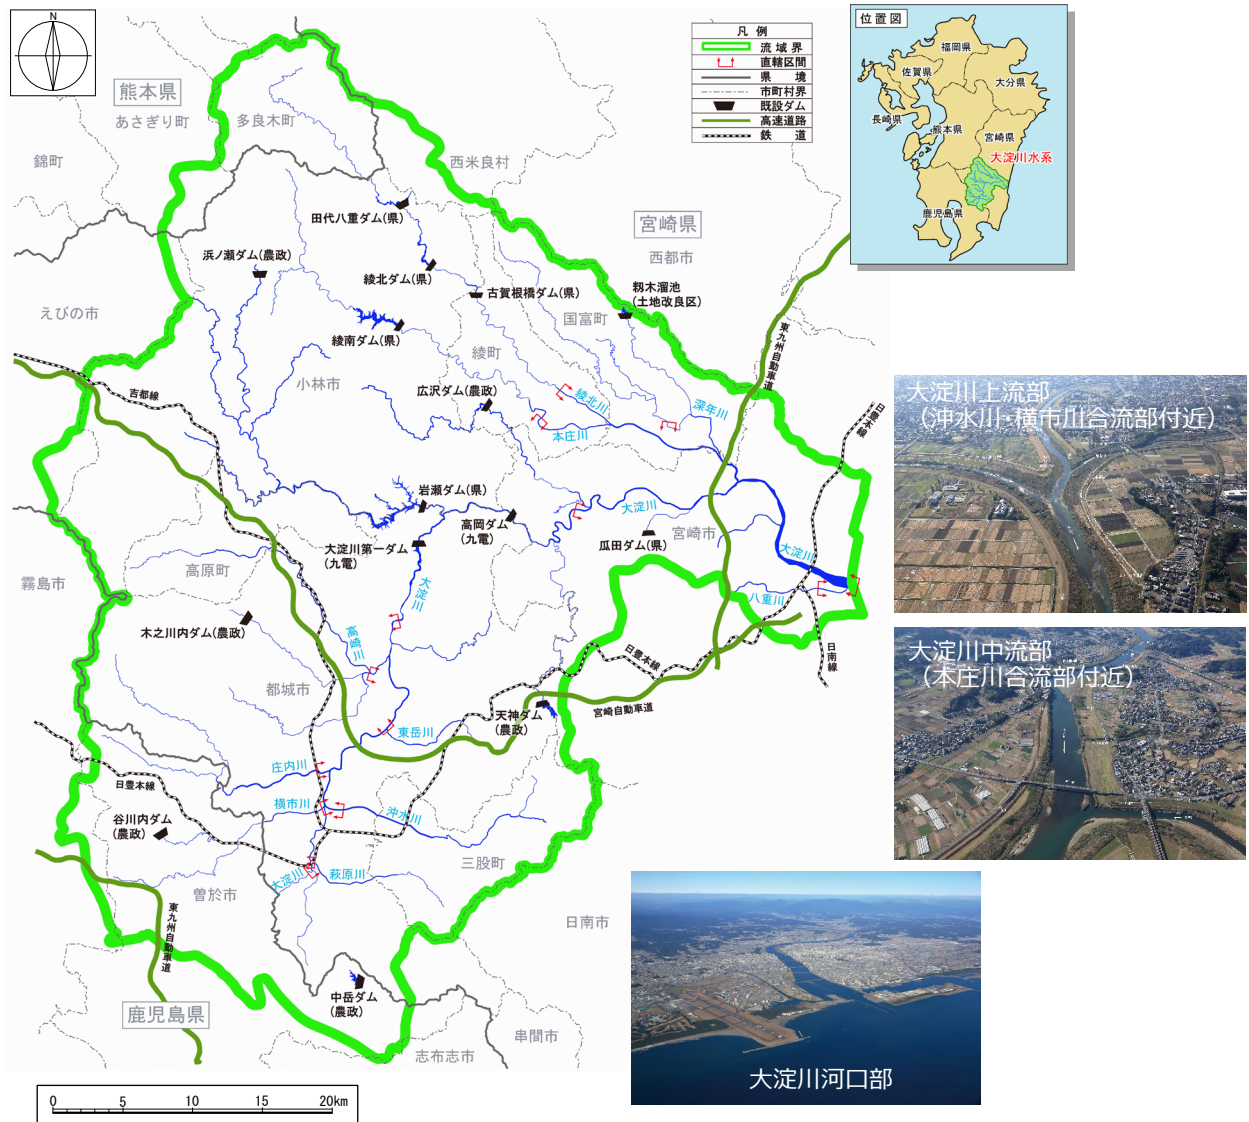 N
凡 例
流域界
直轄区間
県 境
市町村界
既設ダム
高速道路
鉄 道
位置図
福岡県
佐賀県
大分県
長崎県
熊本県
宮崎県
大淀川水系
鹿児島県
熊本県
あさぎり町
多良木町
錦町
西米良村
宮崎県
西都市
田代八重ダム(県)
浜ノ瀬ダム(農政)
綾北ダム(県)
古賀根橋ダム(県)
籾木溜池
(土地改良区)
国富町
えびの市
綾南ダム(県)
綾町
東九州自動車道
小林市
広沢ダム(農政)
吉都線
綾北川
深年川
日豊本線
本庄川
岩瀬ダム(県)
高岡ダム
(九電)
大淀川
宮崎市
瓜田ダム(県)
大淀川
大淀川第一ダム
(九電)
高原町
霧島市
大淀川
八重川
木之川内ダム(農政)
高崎川
日豊本線
日南線
都城市
天神ダム
(農政)
宮崎自動車道
東岳川
庄内川
日豊本線
横市川
沖水川
谷川内ダム
(農政)
三股町
大淀川
萩原川
曽於市
日南市
東九州自動車道
中岳ダム
(農政)
鹿児島県
串間市
志布志市
0
5
10
15
20km
大淀川上流部
(沖水川・横市川合流部付近)
大淀川中流部
(本庄川合流部付近)
大淀川河口部